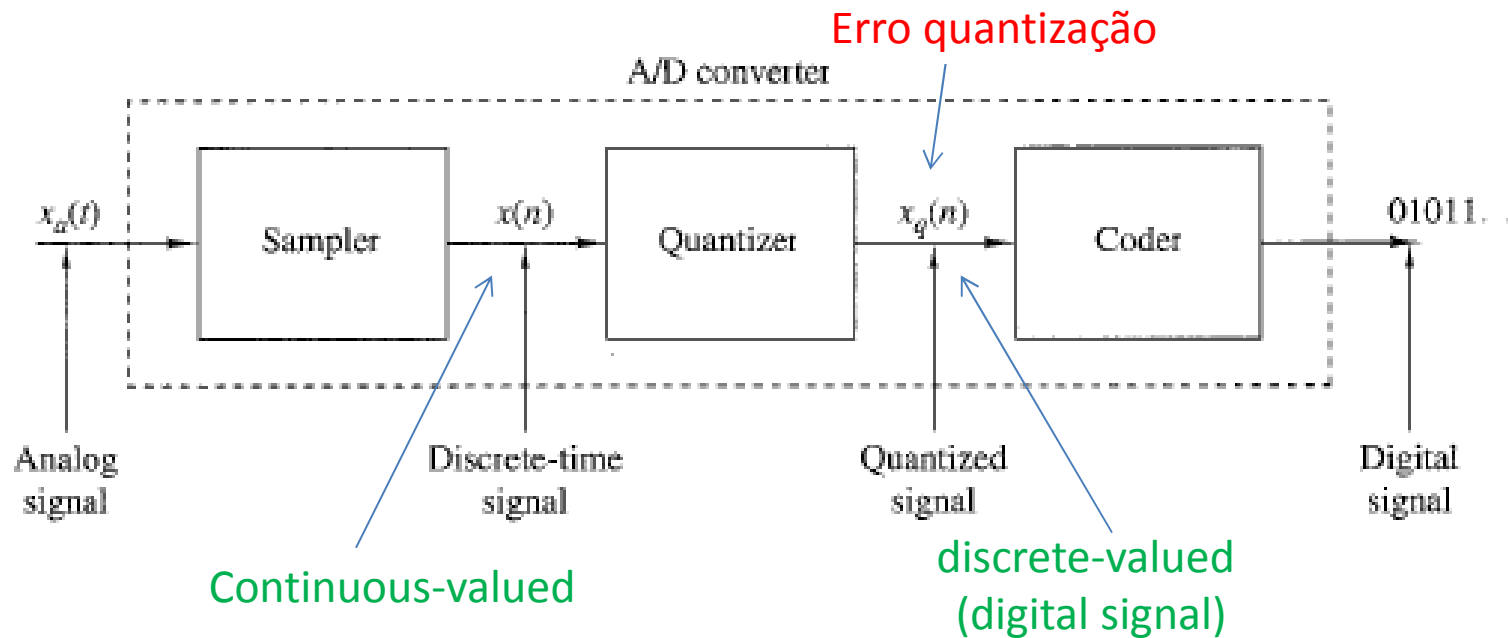 Erro quantização
A/D converter
xa(t)
x(n)
xq(n)
01011. .
Sampler
Quantizer
Coder
Analog
signal
Discrete-time
signal
Quantized
signal
Digital
signal
Continuous-valued
discrete-valued
(digital signal)